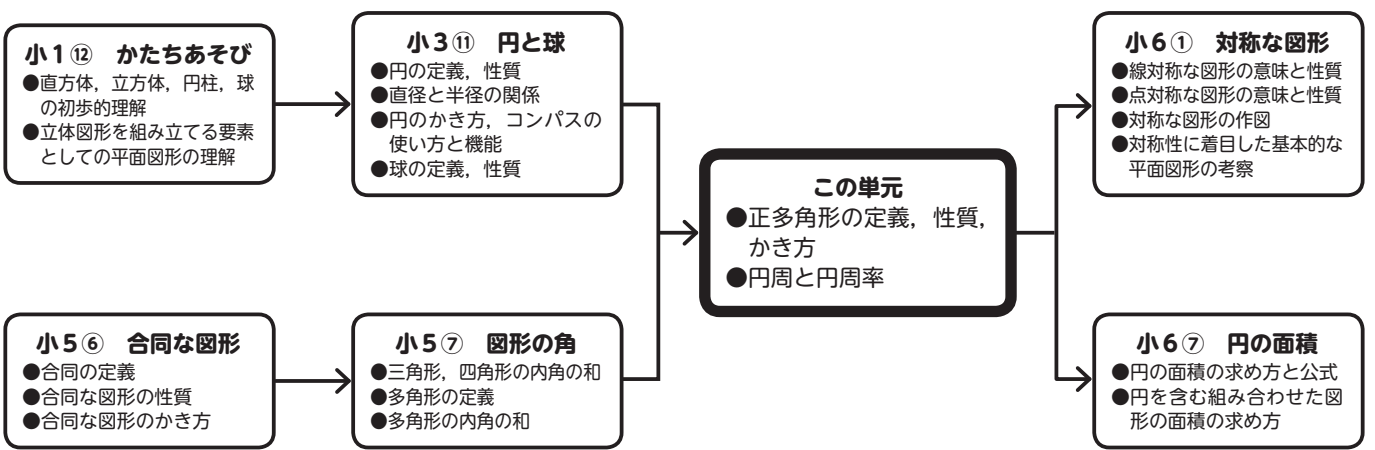 小1⑫ かたちあそび
●直方体，立方体，円柱，球
の初歩的理解
●立体図形を組み立てる要素
としての平面図形の理解
小3⑪ 円と球
●円の定義，性質
●直径と半径の関係
●円のかき方，コンパスの
使い方と機能
●球の定義，性質
小5⑥ 合同な図形
●合同の定義
●合同な図形の性質
●合同な図形のかき方
小5⑦ 図形の角
●三角形，四角形の内角の和
●多角形の定義
●多角形の内角の和
この単元
●正多角形の定義，性質，
かき方
●円周と円周率
小6① 対称な図形
●線対称な図形の意味と性質
●点対称な図形の意味と性質
●対称な図形の作図
●対称性に着目した基本的な
平面図形の考察
小6⑦ 円の面積
●円の面積の求め方と公式
●円を含む組み合わせた図
形の面積の求め方